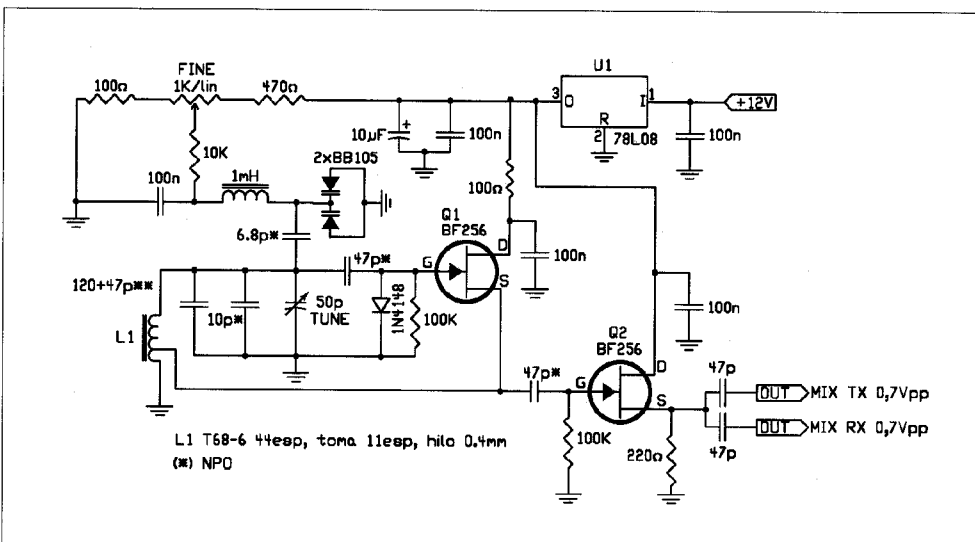 FINE
1K/lin
100Ω
470Ω
U1
3
O
I
1
+12V
R
2
78L08
100n
10µF
+
100n
10K
2xBB105
1mH
100n
100Ω
Q1
BF256
6.8p*
D
47p*
G
S
100n
120+47p**
10p*
50p
TUNE
1N4148
100K
100n
L1
Q2
BF256
D
47p*
G
S
47p
OUT
MIX TX 0,7Vpp
OUT
MIX RX 0,7Vpp
47p
100K
220Ω
L1 T68-6 44esp, toma 11esp, hilo 0.4mm
(*) NPO